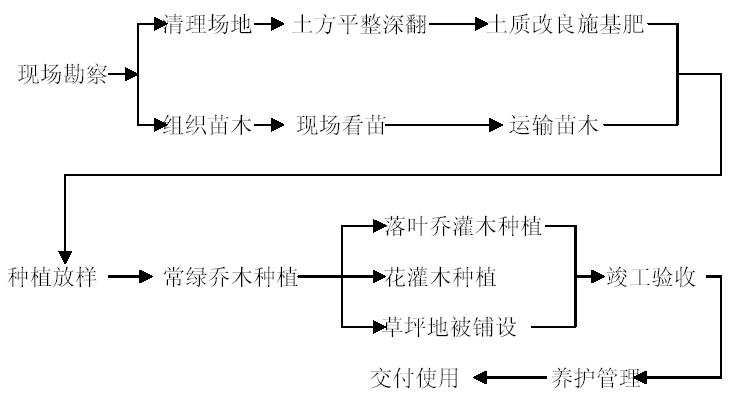 清理场地 土方平整深翻 土质改良施基肥
现场勘察
组织苗木 现场看苗 运输苗木
落叶乔灌木种植
种植放样 常绿乔木种植 花灌木种植 竣工验收
草坪地被铺设
交付使用 养护管理